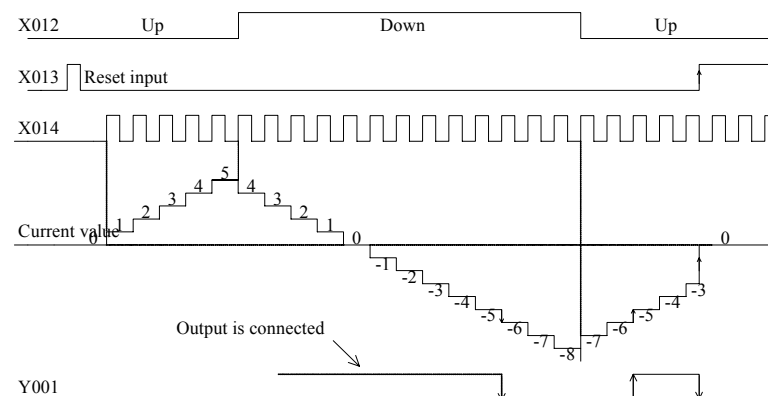 X012 Up Down Up
X013 Reset input
X014
5
4 4
3 3
2 2
1 1
Current value 0 0 0
-1
-2
-3 -3
-4 -4
-5 -5
-6 -6
-7 -7
-8
Output is connected
Y001